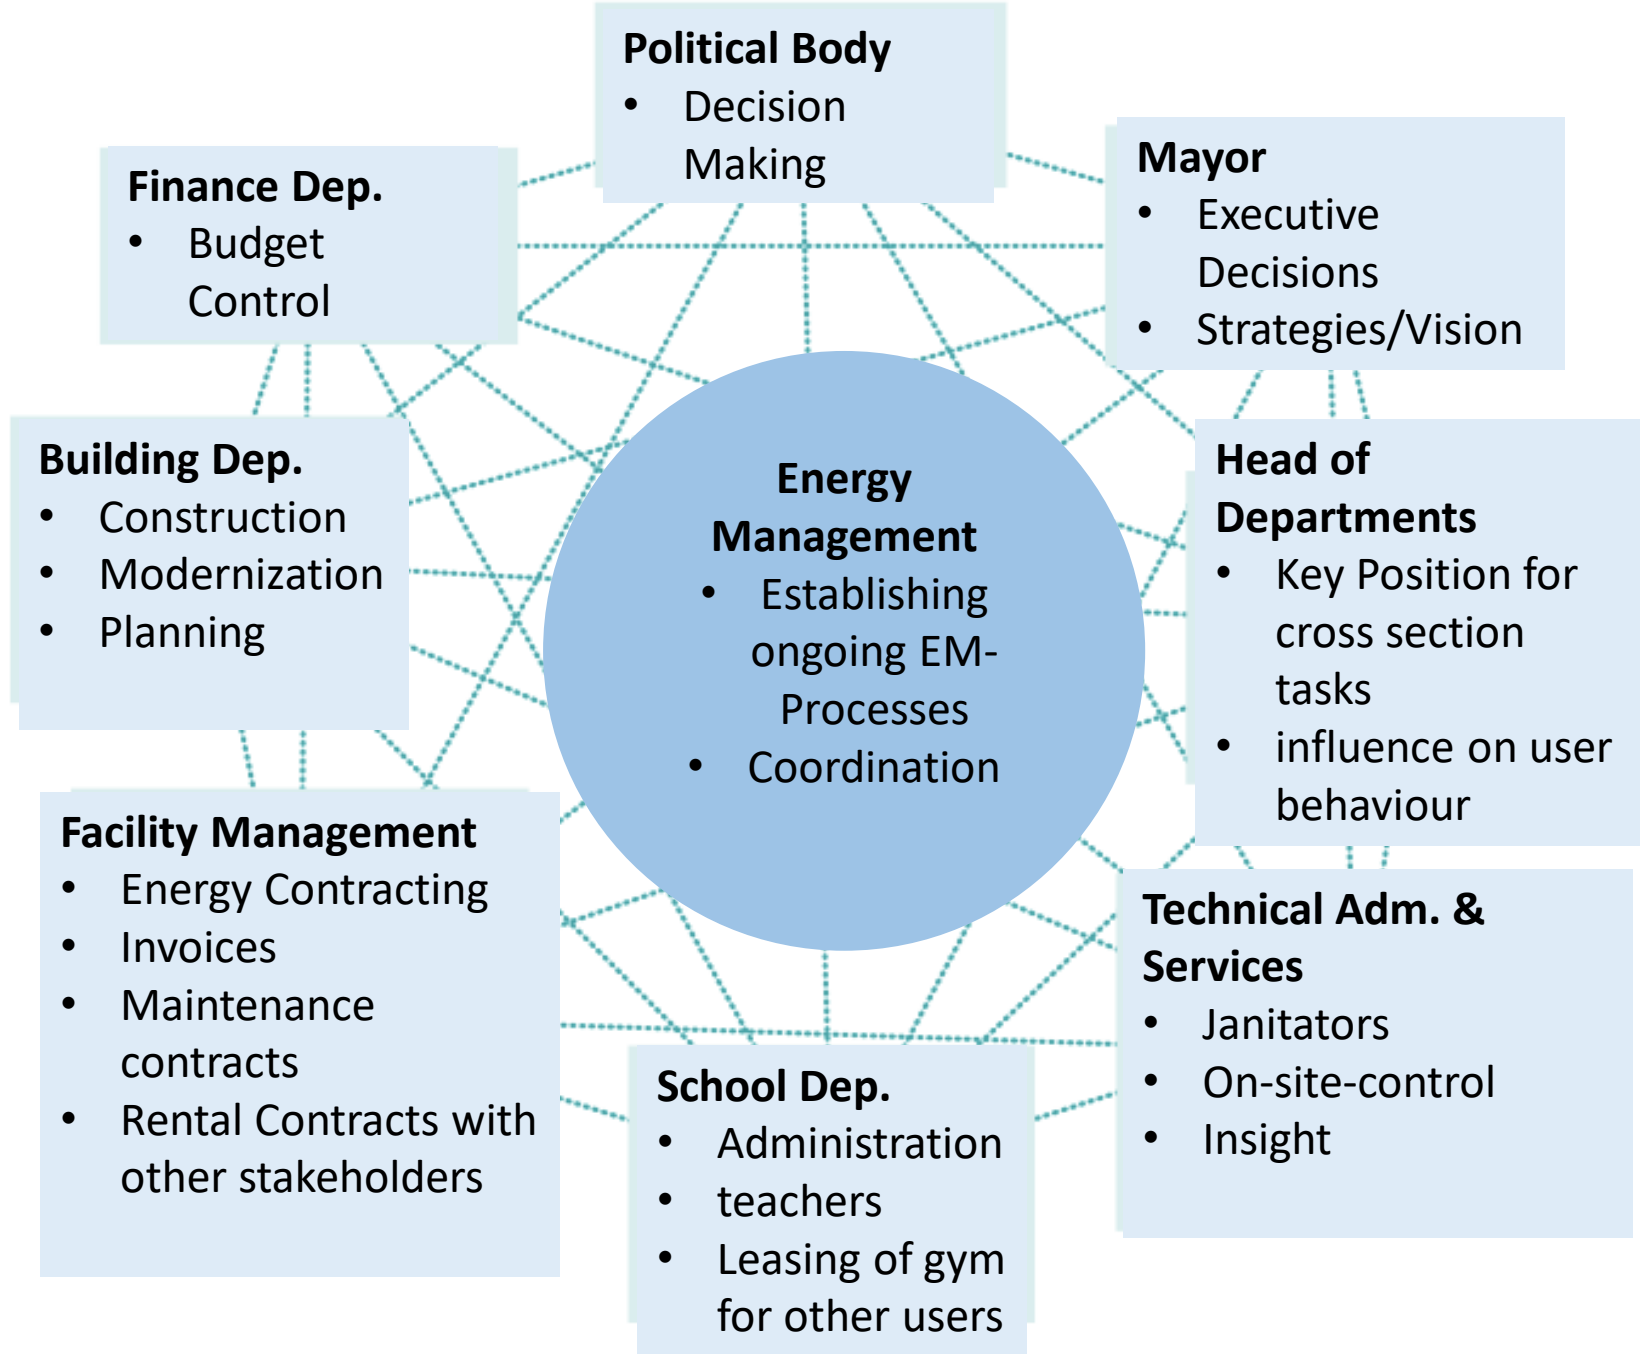 Political Body
• Decision
Making
Finance Dep.
• Budget
Control
Mayor
• Executive
Decisions
• Strategies/Vision
Building Dep.
• Construction
• Modernization
• Planning
Energy
Management
• Establishing
ongoing EM-
Processes
• Coordination
Head of
Departments
• Key Position for
cross section
tasks
• influence on user
behaviour
Facility Management
• Energy Contracting
• Invoices
• Maintenance
contracts
• Rental Contracts with
other stakeholders
School Dep.
• Administration
• teachers
• Leasing of gym
for other users
Technical Adm. &
Services
• Janitators
• On-site-control
• Insight